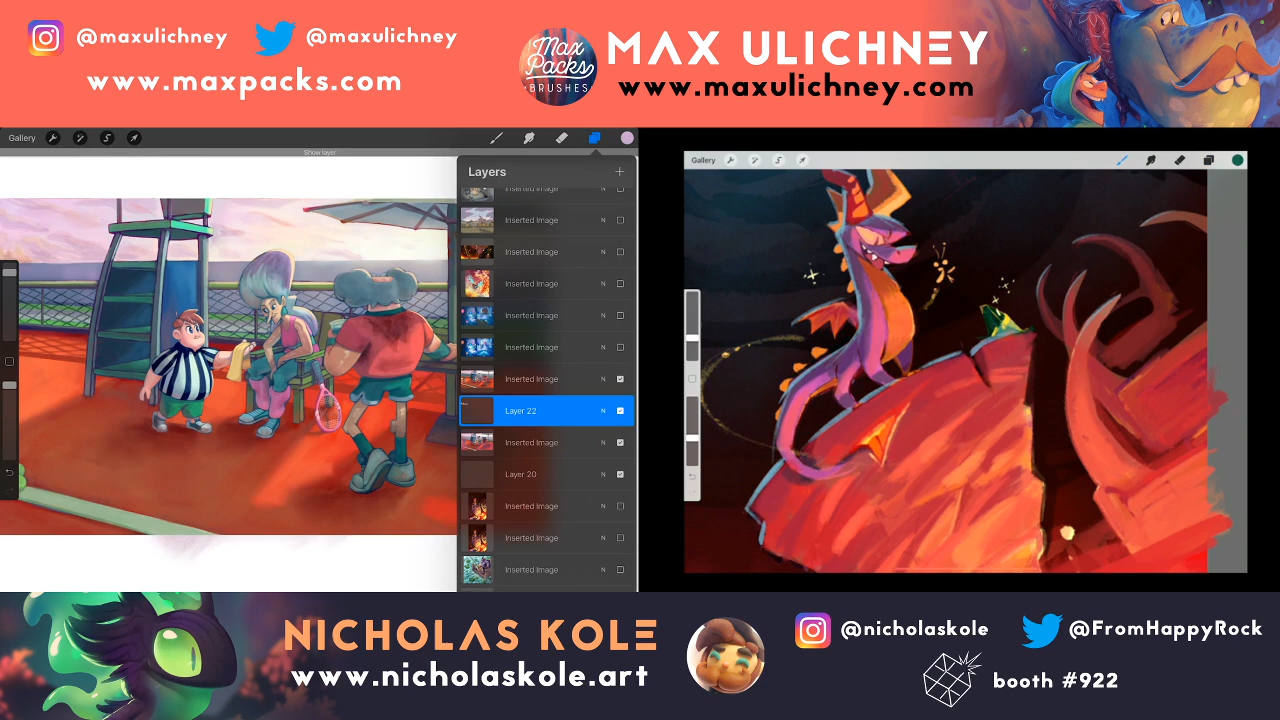 @maxulichney
@maxulichney
www.maxpacks.com
Max
Packs
BRUSHES
MAX ULICHNEY
www.maxulichney.com
Gallery
Show layer
Layers
Inserted Image N
Inserted Image N
Inserted Image N
Inserted Image N
Inserted Image N
Inserted Image N
Inserted Image N
Layer 22 N
Inserted Image N
Layer 20 N
Inserted Image N
Inserted Image N
Inserted Image N
Gallery
NICHOLAS KOLE
www.nicholaskole.art
@nicholaskole
@FromHappyRock
booth #922